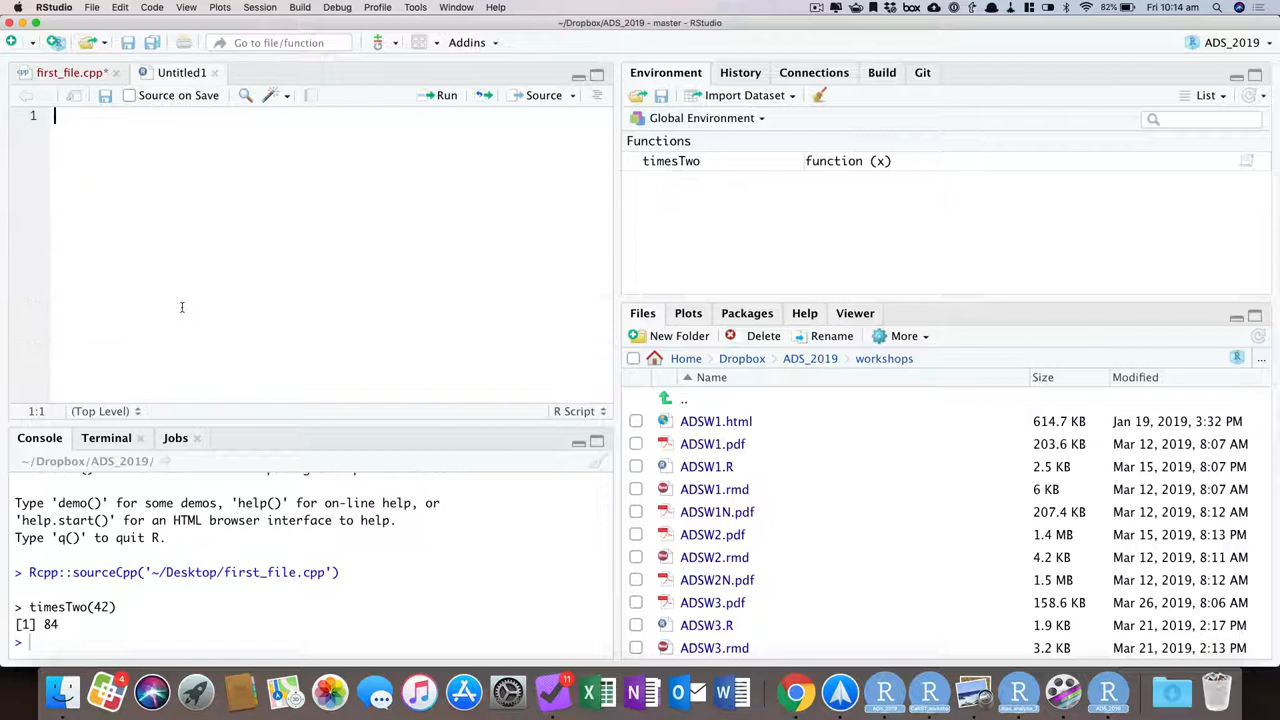 RStudio File Edit Code View Plots Session Build Debug Profile Tools Window Help
box 82% Fri 10:14 am
~/Dropbox/ADS_2019 - master - RStudio
Go to file/function Addins ADS_2019
first_file.cpp* Untitled1
Source on Save Run Source
1
1:1 (Top Level) R Script
Console Terminal Jobs
~/Dropbox/ADS_2019/
Type 'demo()' for some demos, 'help()' for on-line help, or
'help.start()' for an HTML browser interface to help.
Type 'q()' to quit R.
> Rcpp::sourceCpp('~/Desktop/first_file.cpp')
> timesTwo(42)
[1] 84
>
Environment History Connections Build Git
Import Dataset List
Global Environment
Functions
timesTwo function (x)
Files Plots Packages Help Viewer
New Folder Delete Rename More
Home Dropbox ADS_2019 workshops ...
Name Size Modified
..
ADSW1.html 614.7 KB Jan 19, 2019, 3:32 PM
ADSW1.pdf 203.6 KB Mar 12, 2019, 8:07 AM
ADSW1.R 2.5 KB Mar 15, 2019, 8:07 PM
ADSW1.rmd 6 KB Mar 12, 2019, 8:07 AM
ADSW1N.pdf 207.4 KB Mar 12, 2019, 8:12 AM
ADSW2.pdf 1.4 MB Mar 15, 2019, 8:13 PM
ADSW2.rmd 4.2 KB Mar 12, 2019, 8:11 AM
ADSW2N.pdf 1.5 MB Mar 12, 2019, 8:12 AM
ADSW3.pdf 158.6 KB Mar 26, 2019, 8:06 AM
ADSW3.R 1.9 KB Mar 21, 2019, 2:17 PM
ADSW3.rmd 3.2 KB Mar 21, 2019, 2:13 PM
4 11
ADS_2019 ADS_2019